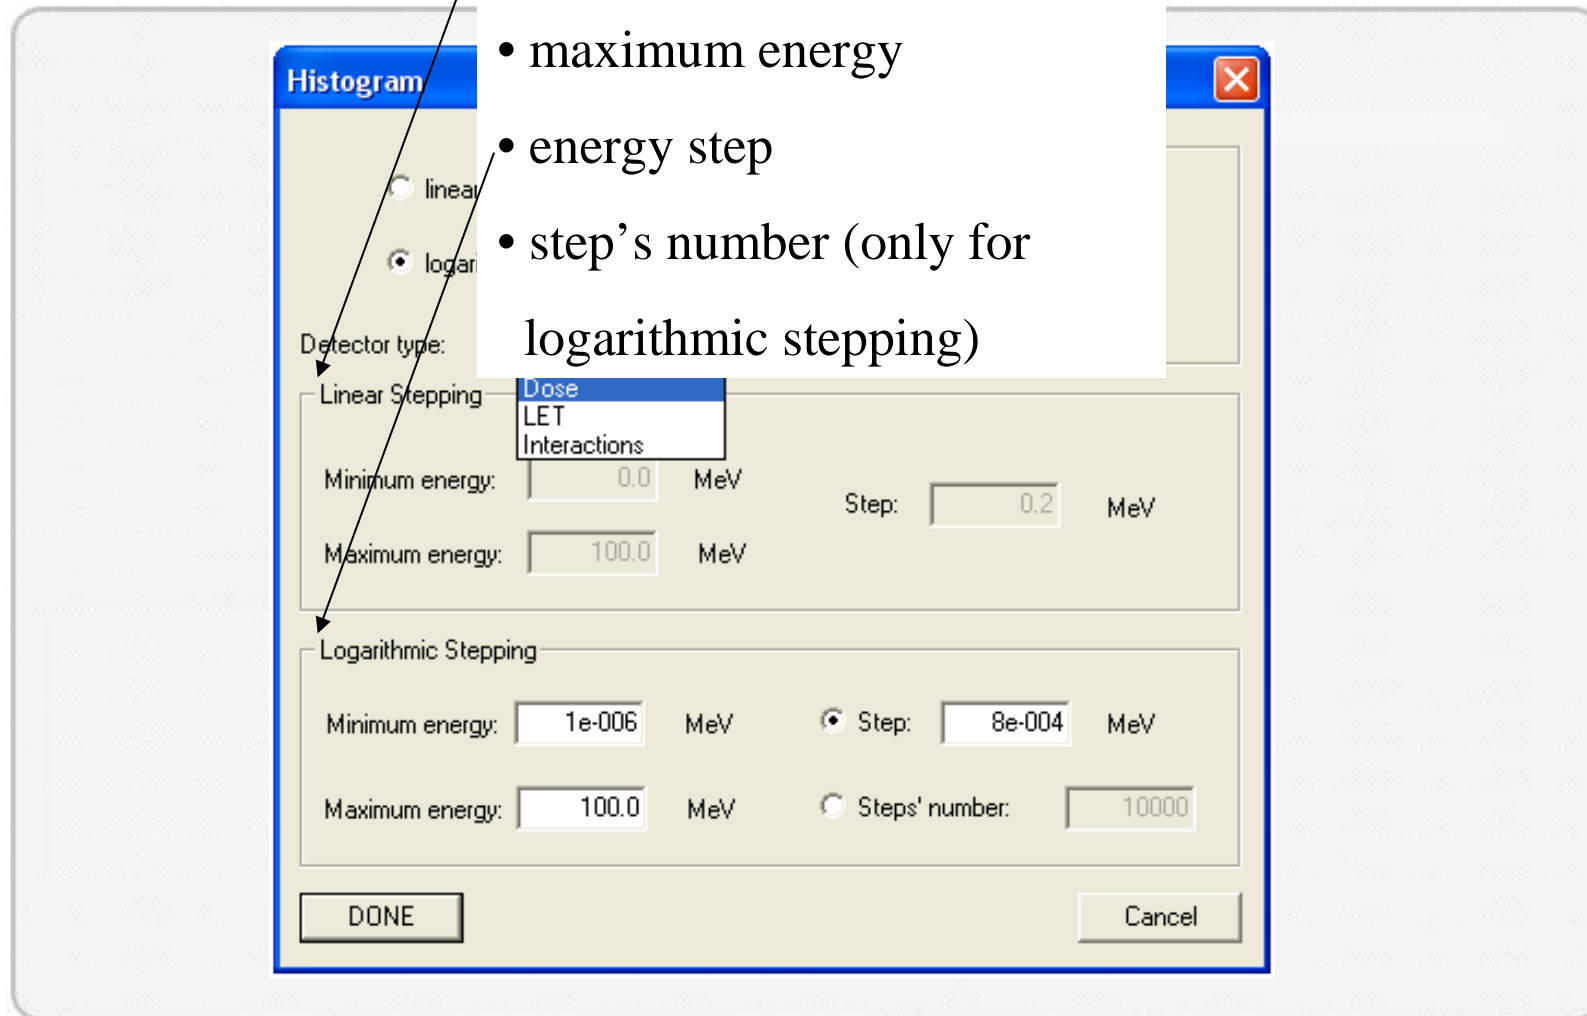 • maximum energy
Histogram
• energy step
linear
• step’s number (only for
logari
logarithmic stepping)
Detector type:
Dose
Linear Stepping
LET
Interactions
Minimum energy: 0.0 MeV
Step: 0.2 MeV
Maximum energy: 100.0 MeV
Logarithmic Stepping
Minimum energy: 1e-006 MeV Step: 8e-004 MeV
Maximum energy: 100.0 MeV Steps' number: 10000
DONE Cancel